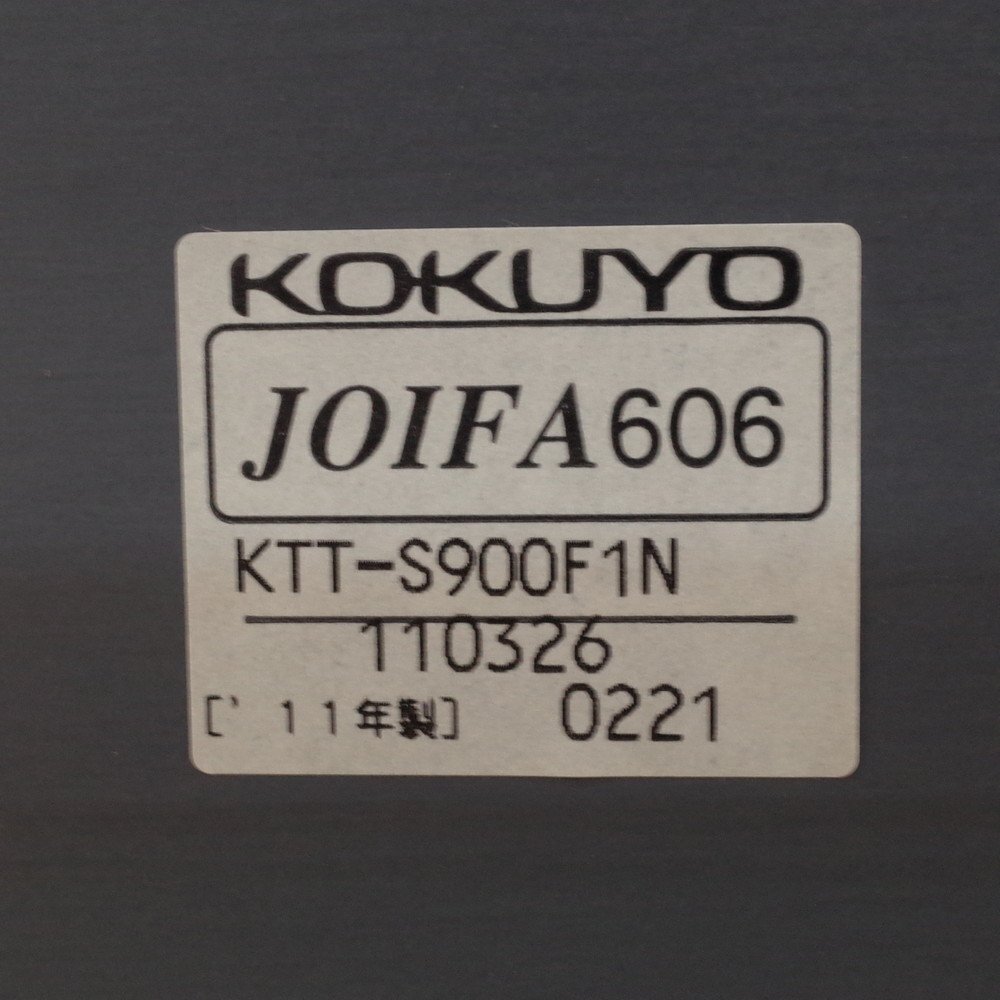 KOKUYO
JOIFA606
KTT-S900F1N
110326
['11年製] 0221